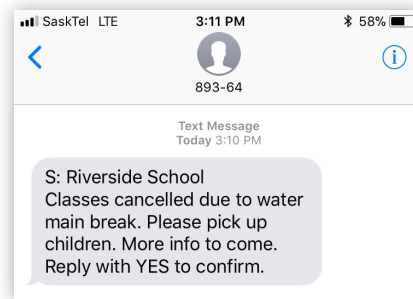 SaskTel LTE 3:11 PM 58%
893-64
Text Message
Today 3:10 PM
S: Riverside School
Classes cancelled due to water
main break. Please pick up
children. More info to come.
Reply with YES to confirm.